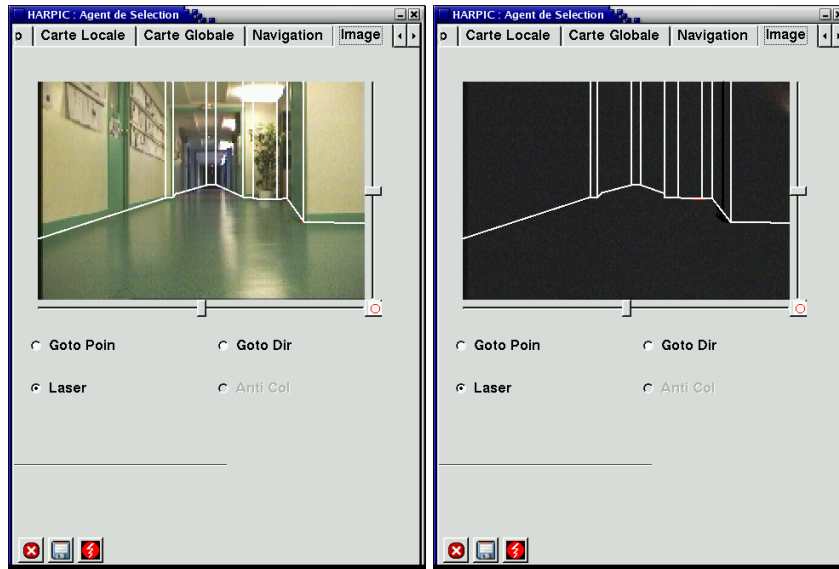 HARPIC : Agent de Selection
Carte Locale Carte Globale Navigation Image
Goto Poin Goto Dir
Laser Anti Col
HARPIC : Agent de Selection
Carte Locale Carte Globale Navigation Image
Goto Poin Goto Dir
Laser Anti Col